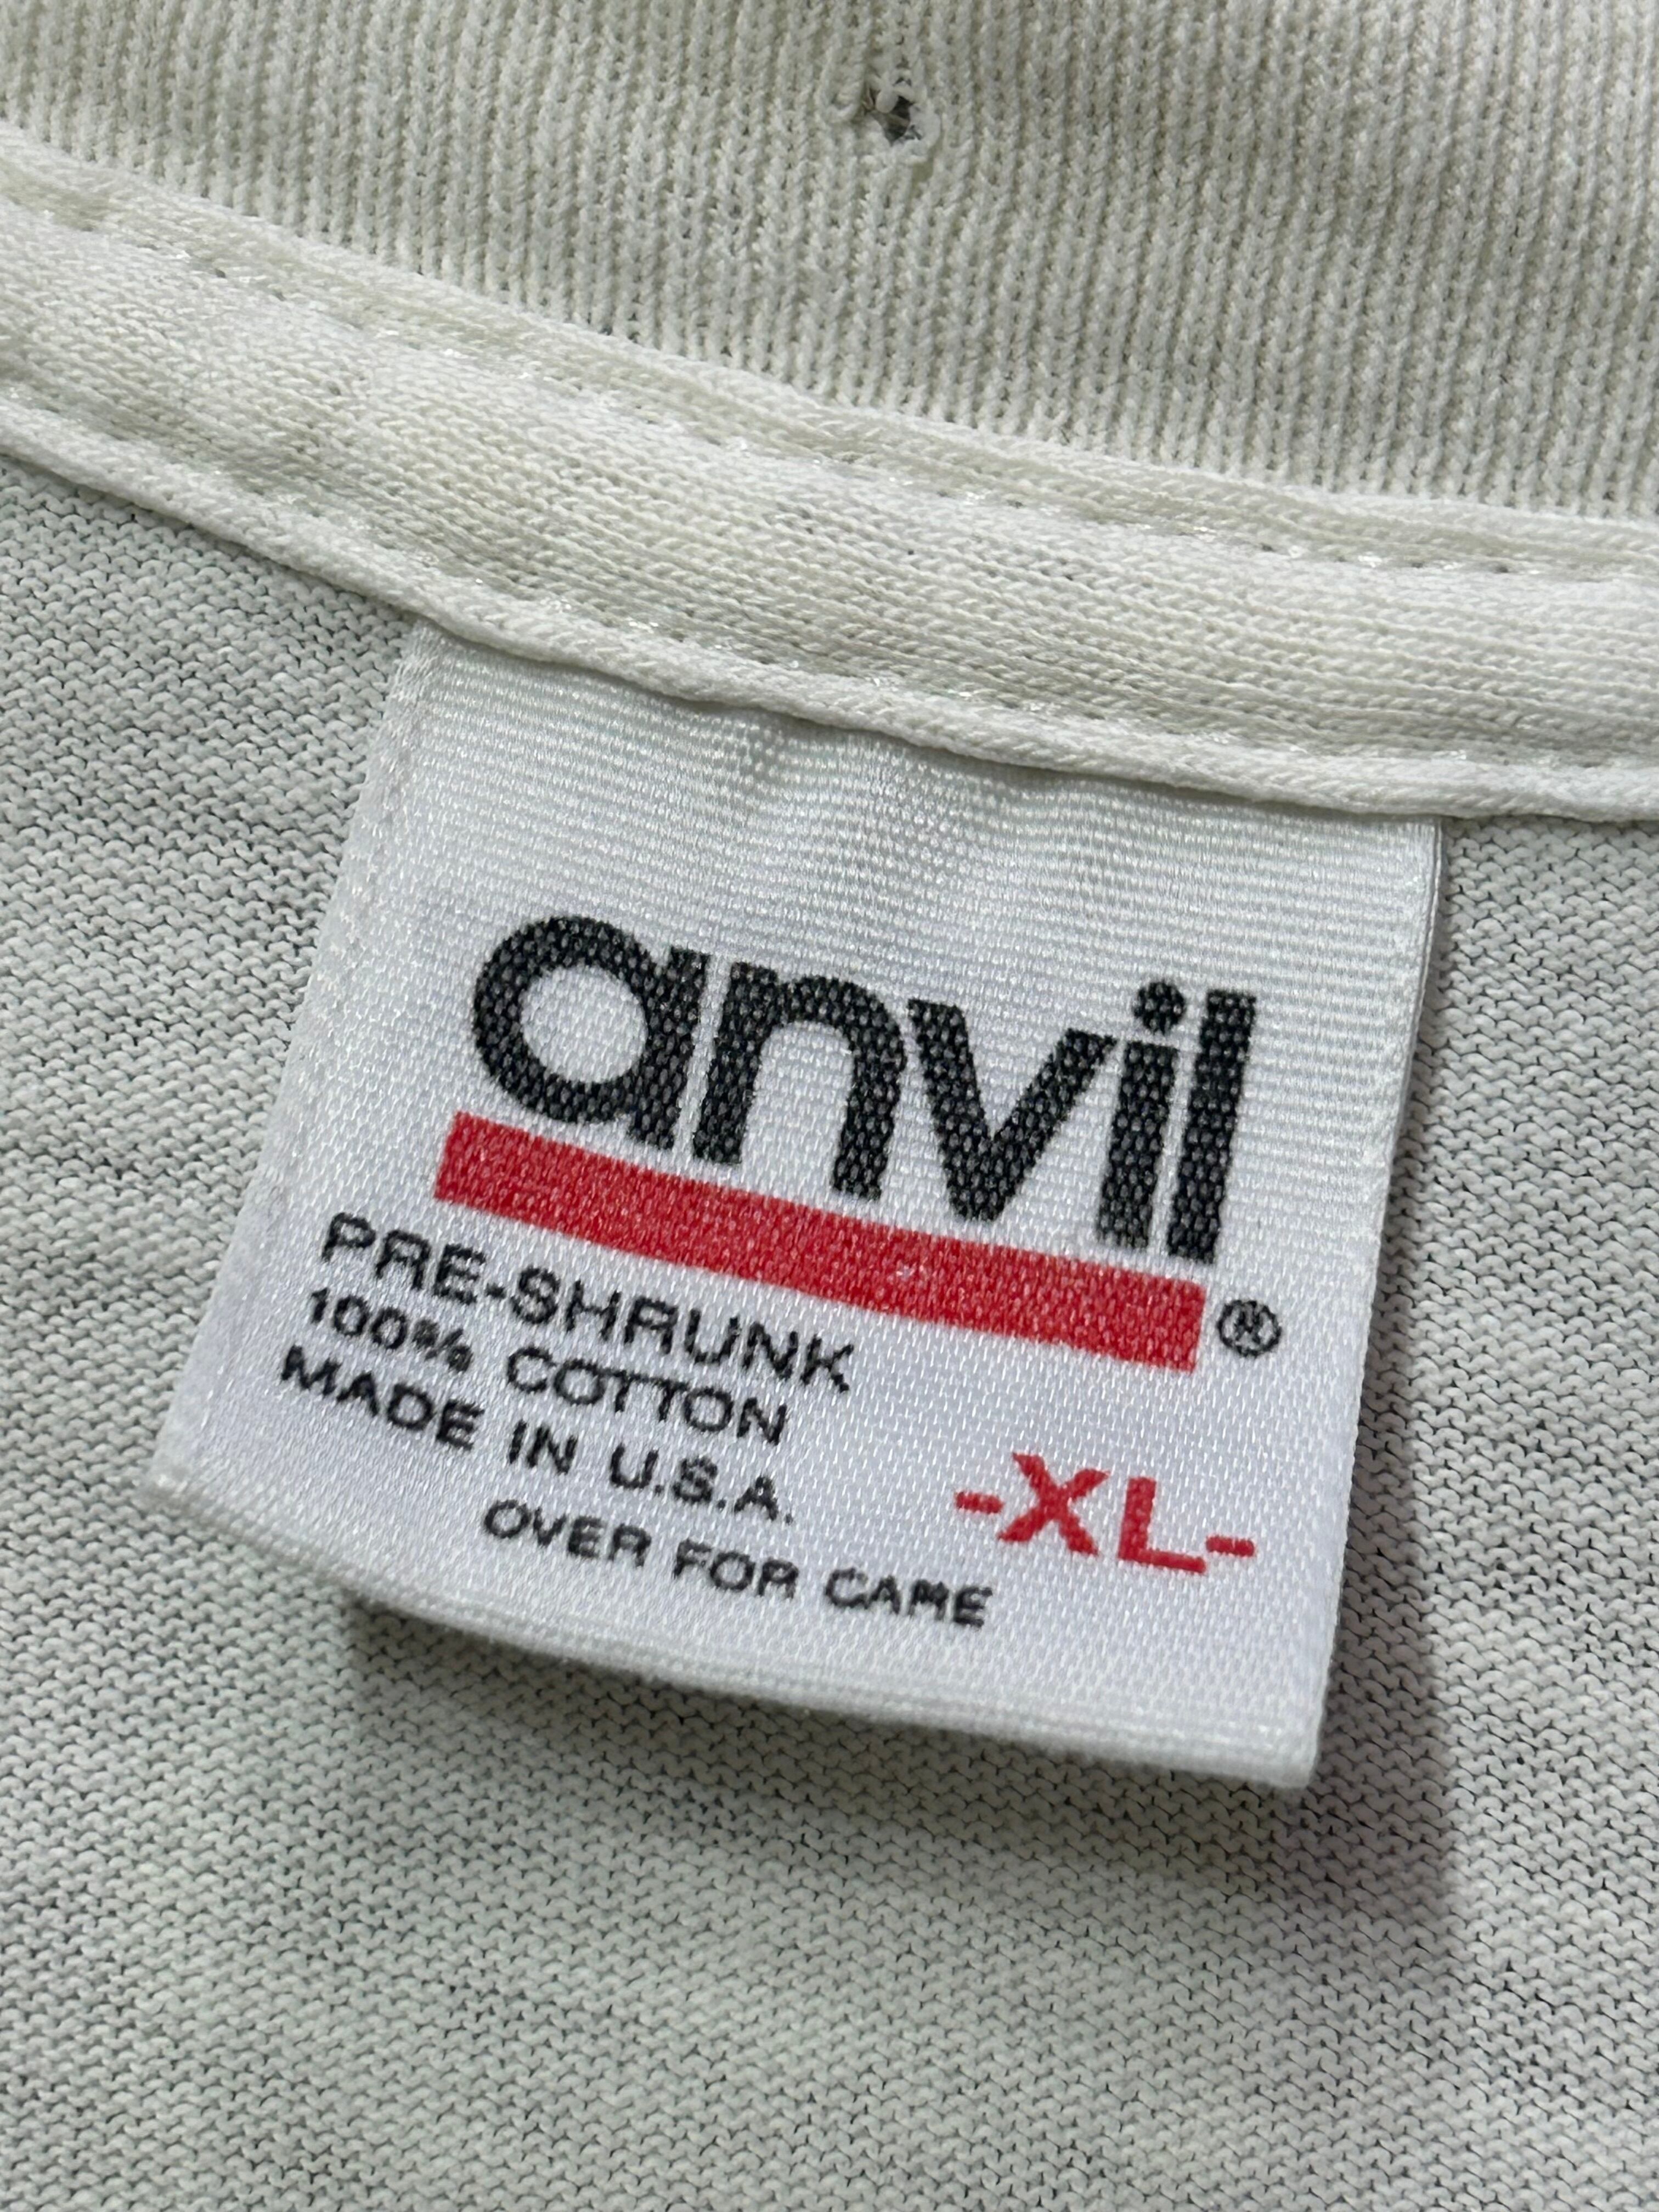 anvil®
PRE-SHRUNK
100% COTTON
MADE IN U.S.A.
-XL-
OVER FOR CARE